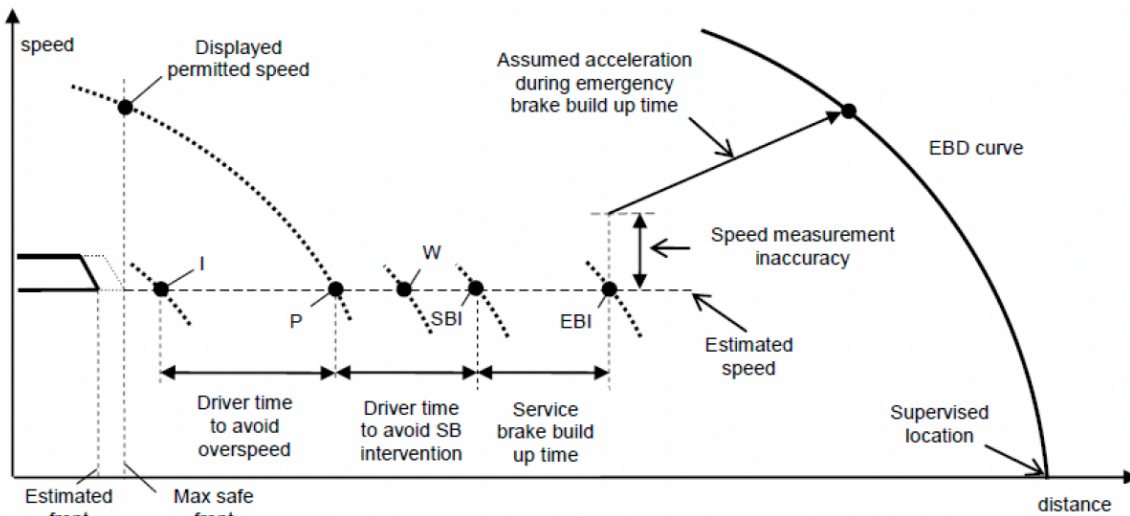 speed
Displayed
permitted speed
Assumed acceleration
during emergency
brake build up time
EBD curve
I
W
P
SBI
EBI
Speed measurement
inaccuracy
Estimated
speed
Driver time
to avoid
overspeed
Driver time
to avoid SB
intervention
Service
brake build
up time
Supervised
location
Estimated
Max safe
distance